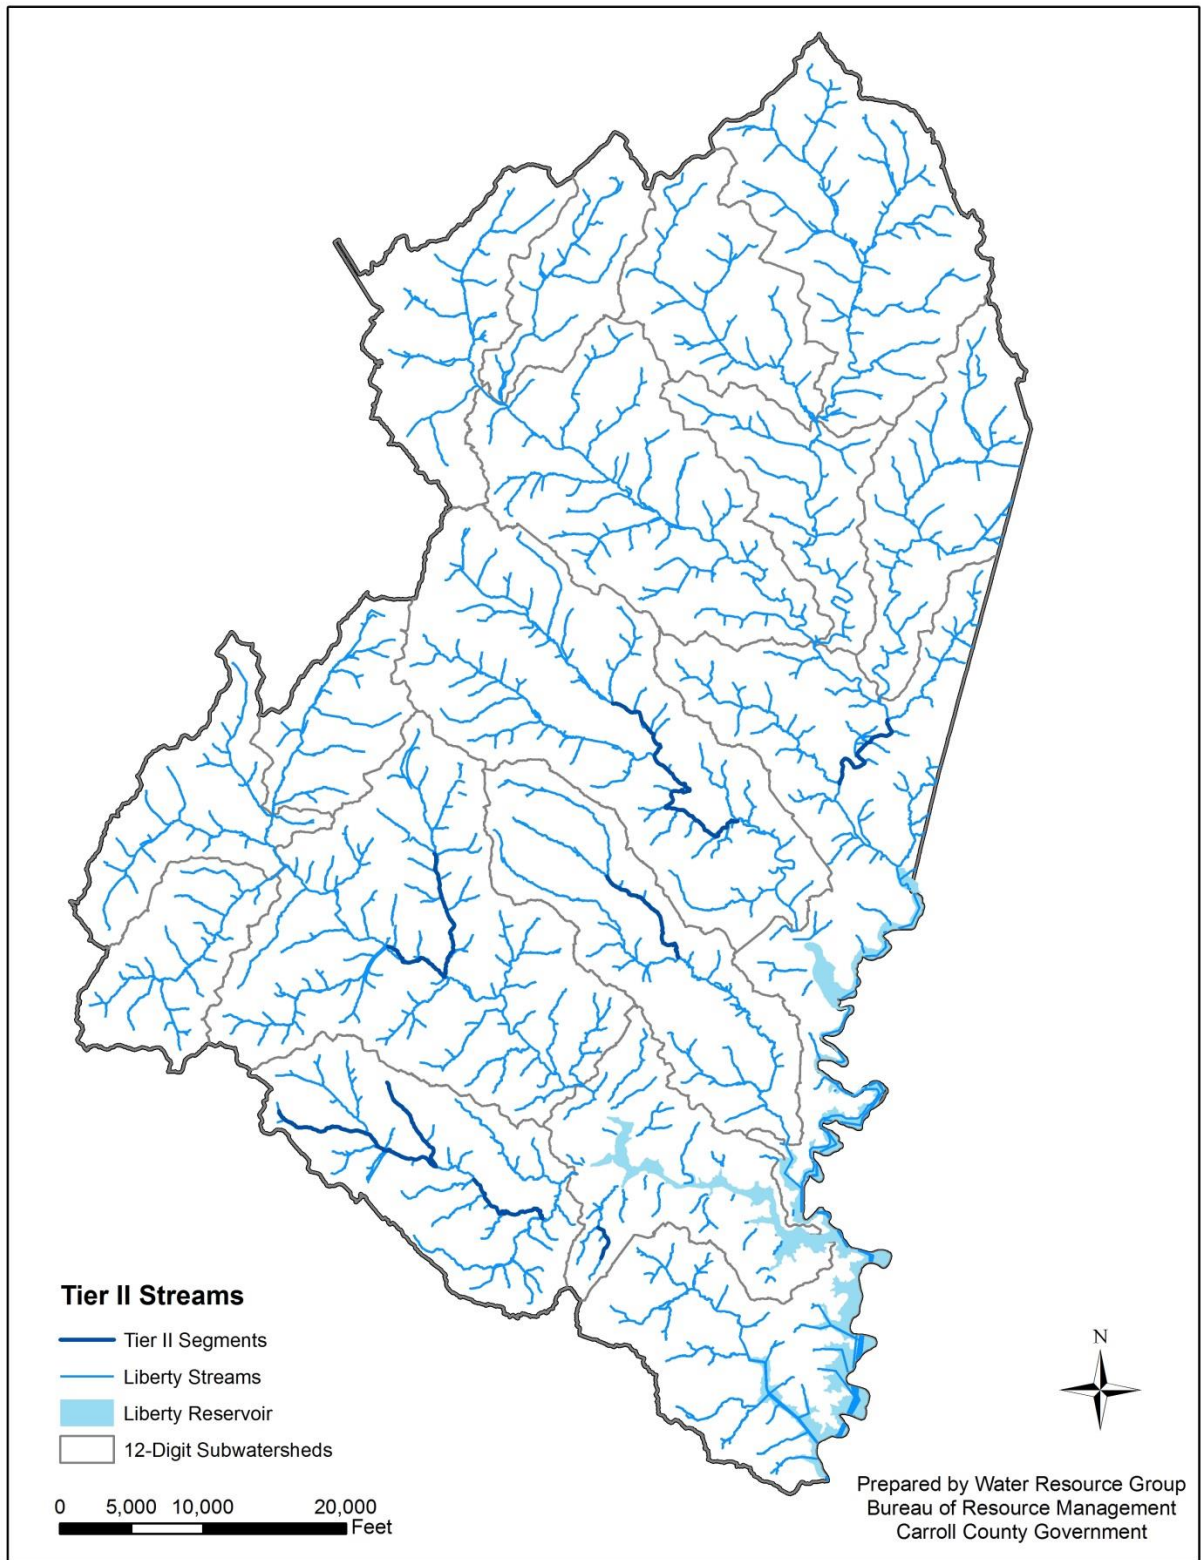 Tier II Streams
Tier II Segments
Liberty Streams
Liberty Reservoir
12-Digit Subwatersheds
0 5,000 10,000 20,000
Feet
N
Prepared by Water Resource Group
Bureau of Resource Management
Carroll County Government